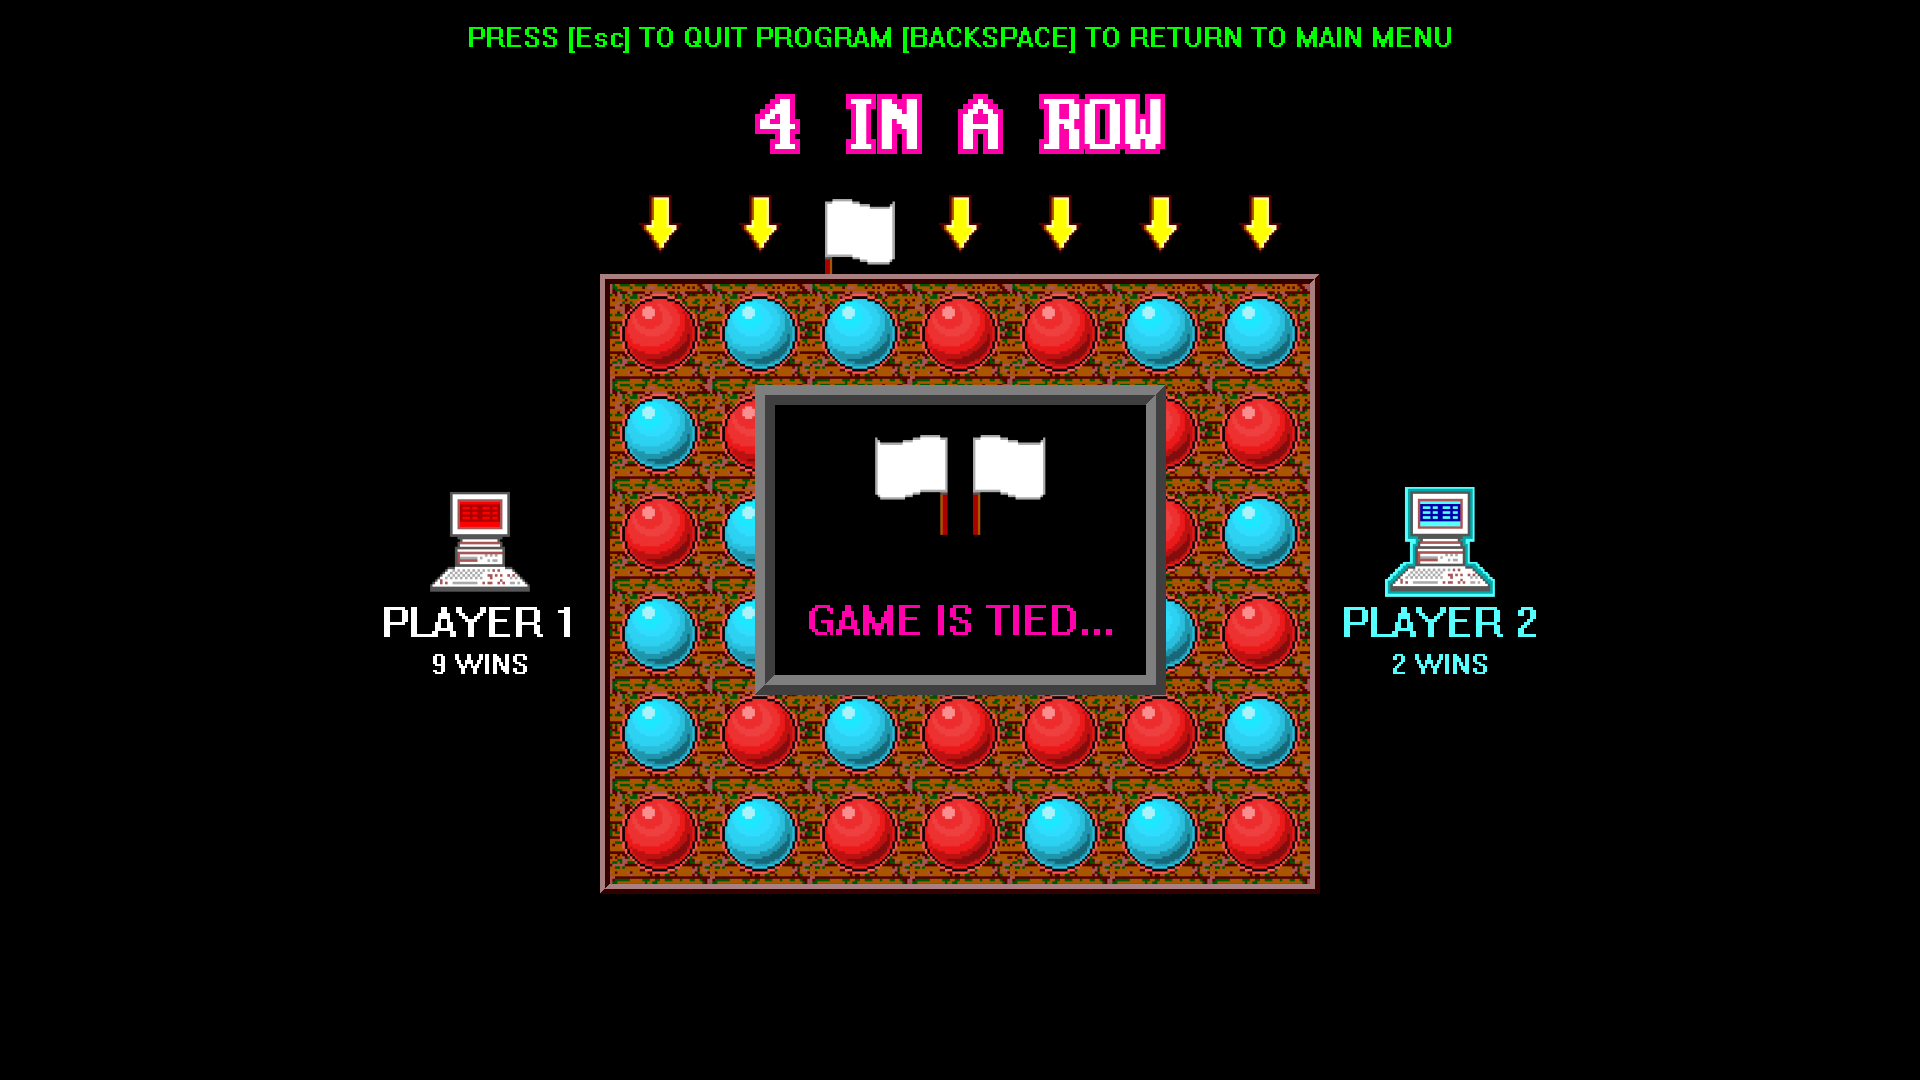 PRESS [Esc] TO QUIT PROGRAM [BACKSPACE] TO RETURN TO MAIN MENU
4 IN A ROW
GAME IS TIED...
PLAYER 1
9 WINS
PLAYER 2
2 WINS